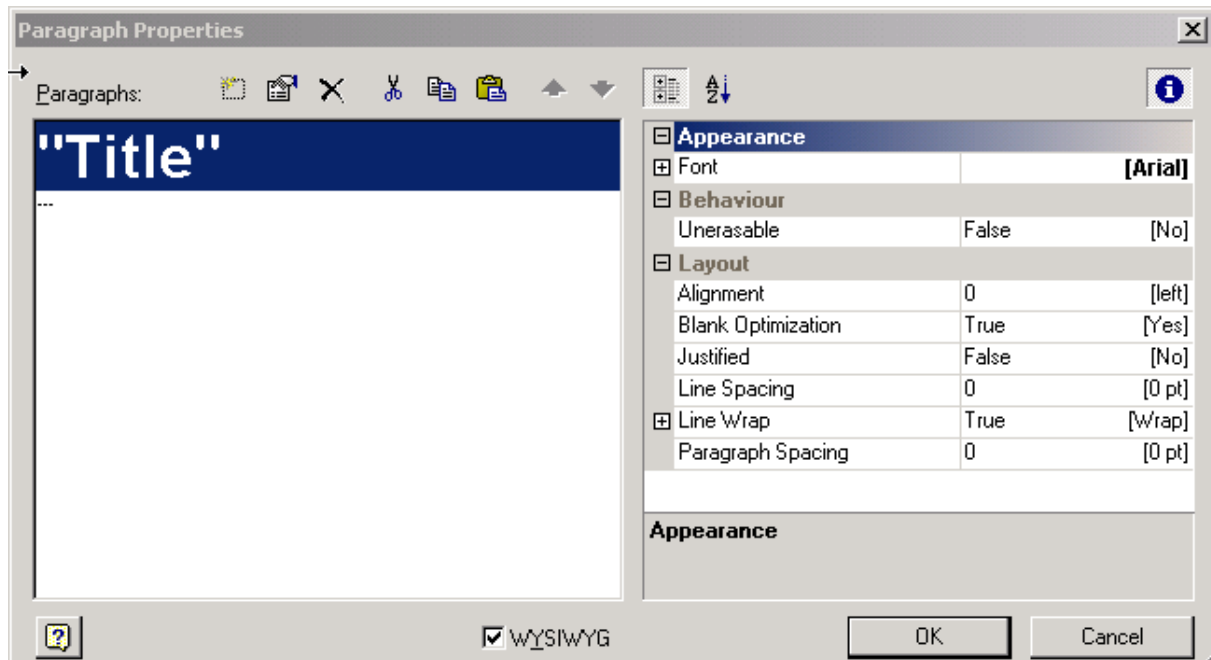 Paragraph Properties
Paragraphs:
"Title"
---
Appearance
Font [Arial]
Behaviour
Unerasable False [No]
Layout
Alignment 0 [left]
Blank Optimization True [Yes]
Justified False [No]
Line Spacing 0 [0 pt]
Line Wrap True [Wrap]
Paragraph Spacing 0 [0 pt]
Appearance
WYSIWYG
OK
Cancel